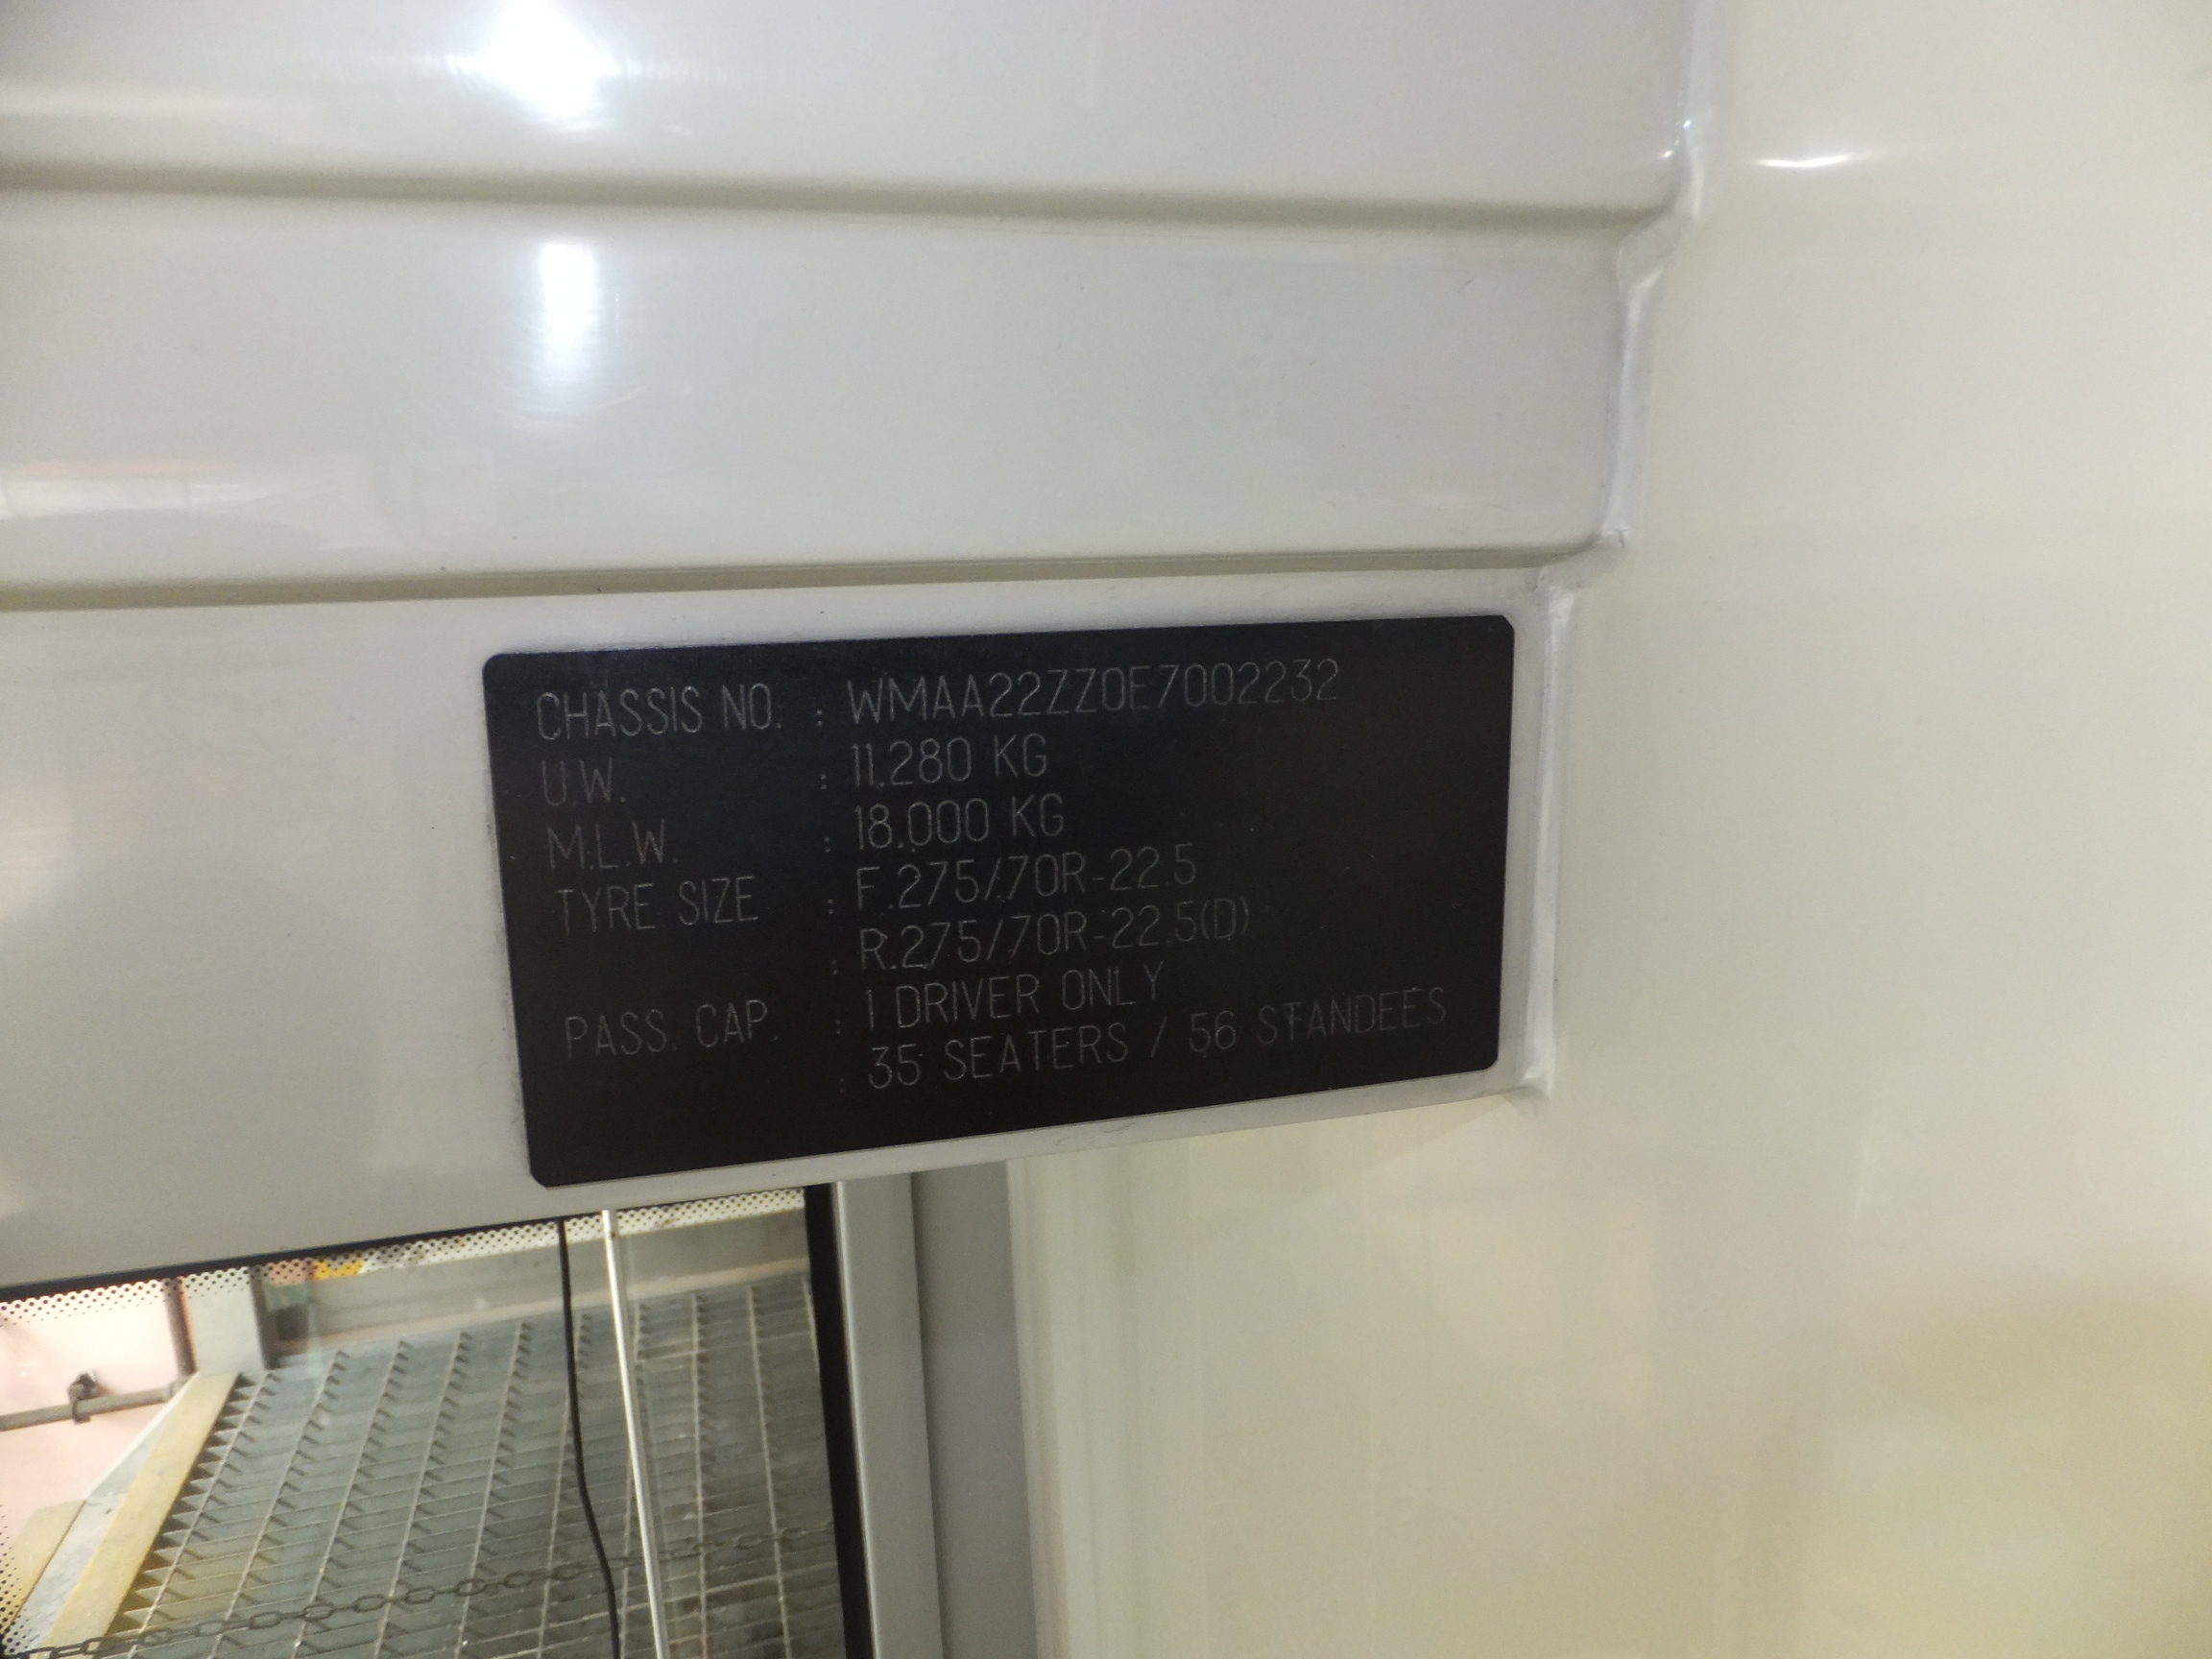 CHASSIS NO. : WMAA22ZZ0E7002232
U.W. : 11,280 KG
M.L.W. : 18,000 KG
TYRE SIZE : F.275/70R-22.5
: R.275/70R-22.5(D)
PASS. CAP. : 1 DRIVER ONLY
: 35 SEATERS / 56 STANDEES